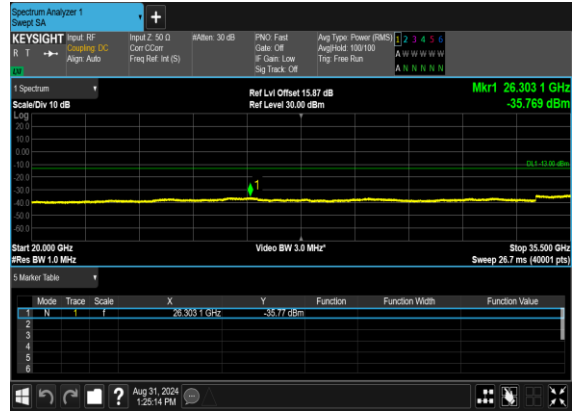 Spectrum Analyzer 1
Swept SA
+
KEYSIGHT Input: RF Input Z: 50 Ω #Atten: 30 dB PNO: Fast Avg Type: Power (RMS) 1 2 3 4 5 6
R T Coupling: DC Corr CCorr Gate: Off Avg|Hold: 100/100 A W W W W W
Align: Auto Freq Ref: Int (S) IF Gain: Low Trig: Free Run
Sig Track: Off A N N N N N
1 Spectrum Ref Lvl Offset 15.87 dB Mkr1 26.303 1 GHz
Scale/Div 10 dB Ref Level 30.00 dBm -35.769 dBm
Log
20.0
10.0
0.00
-10.0 DL1 -13.00 dBm
-20.0
-30.0 1
-40.0
-50.0
-60.0
Start 20.000 GHz Video BW 3.0 MHz* Stop 35.500 GHz
#Res BW 1.0 MHz Sweep 26.7 ms (40001 pts)
5 Marker Table
Mode Trace Scale X Y Function Function Width Function Value
1 N 1 f 26.303 1 GHz -35.77 dBm
2
3
4
5
6
? Aug 31, 2024
1:25:14 PM